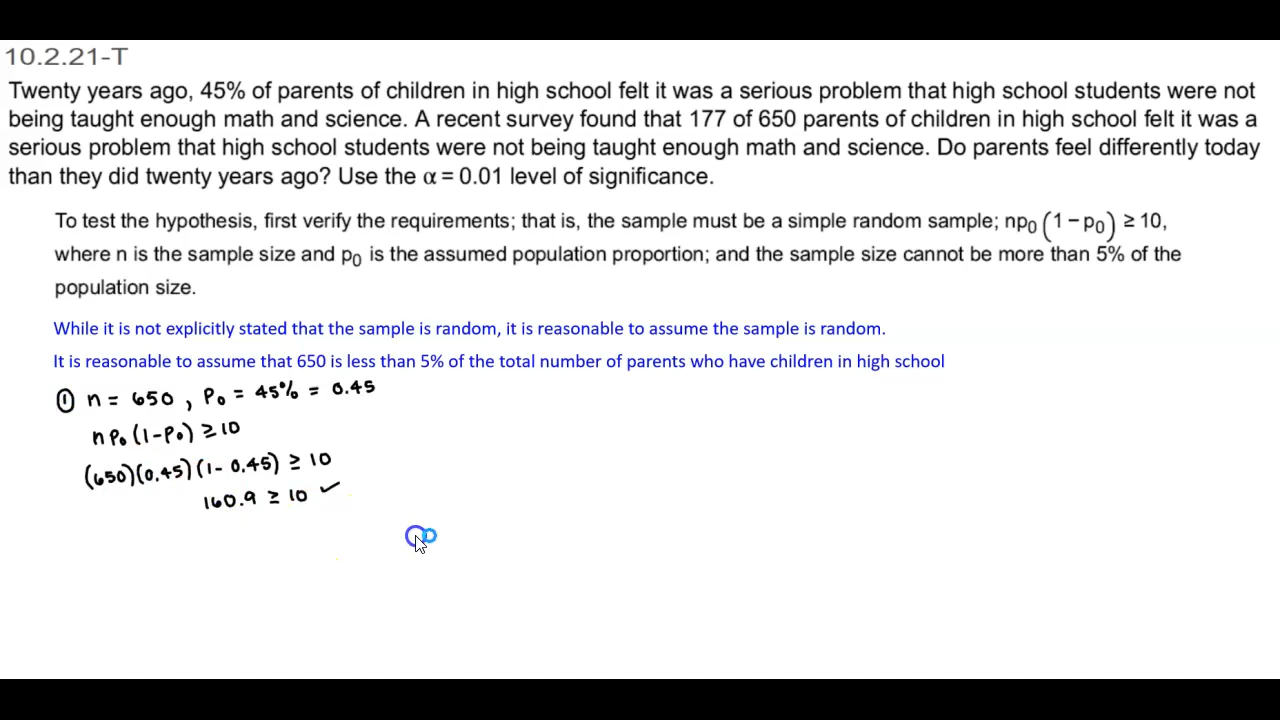 10.2.21-T
Twenty years ago, 45% of parents of children in high school felt it was a serious problem that high school students were not
being taught enough math and science. A recent survey found that 177 of 650 parents of children in high school felt it was a
serious problem that high school students were not being taught enough math and science. Do parents feel differently today
than they did twenty years ago? Use the α = 0.01 level of significance.
To test the hypothesis, first verify the requirements; that is, the sample must be a simple random sample; np₀ (1 − p₀) ≥ 10,
where n is the sample size and p₀ is the assumed population proportion; and the sample size cannot be more than 5% of the
population size.
While it is not explicitly stated that the sample is random, it is reasonable to assume the sample is random.
It is reasonable to assume that 650 is less than 5% of the total number of parents who have children in high school
① n = 650 , P₀ = 45% = 0.45
n P₀ (1-P₀) ≥ 10
(650)(0.45)(1- 0.45) ≥ 10
160.9 ≥ 10 ✓